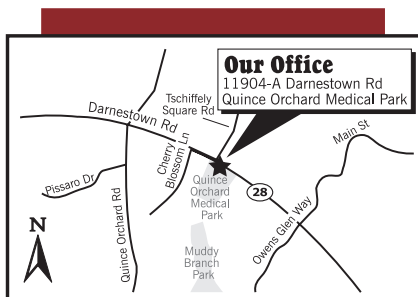 Our Office
11904-A Darnestown Rd
Quince Orchard Medical Park
Tschiffely
Square Rd
Darnestown Rd
Main St
Cherry
Blossom Ln
Pissaro Dr
Quince
Orchard
Medical
Park
28
Quince Orchard Rd
Owens Glen Way
N
Muddy
Branch
Park